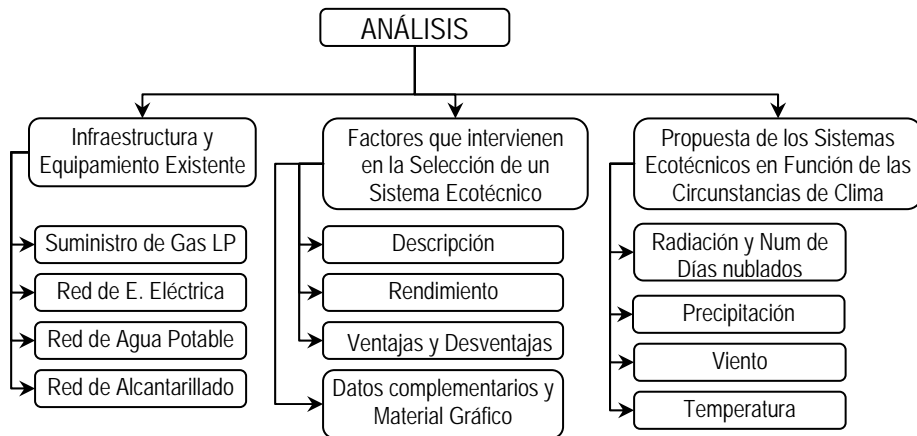 ANÁLISIS
Infraestructura y
Equipamiento Existente
Suministro de Gas LP
Red de E. Eléctrica
Red de Agua Potable
Red de Alcantarillado
Factores que intervienen
en la Selección de un
Sistema Ecotécnico
Descripción
Rendimiento
Ventajas y Desventajas
Datos complementarios y
Material Gráfico
Propuesta de los Sistemas
Ecotécnicos en Función de las
Circunstancias de Clima
Radiación y Num de
Días nublados
Precipitación
Viento
Temperatura